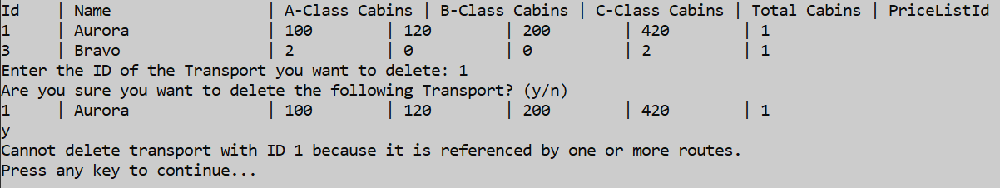 Id    | Name                | A-Class Cabins | B-Class Cabins | C-Class Cabins | Total Cabins | PriceListId
1     | Aurora              | 100       | 120       | 200       | 420       | 1
3     | Bravo               | 2         | 0         | 0         | 2         | 1
Enter the ID of the Transport you want to delete: 1
Are you sure you want to delete the following Transport? (y/n)
1     | Aurora              | 100       | 120       | 200       | 420       | 1
y
Cannot delete transport with ID 1 because it is referenced by one or more routes.
Press any key to continue...